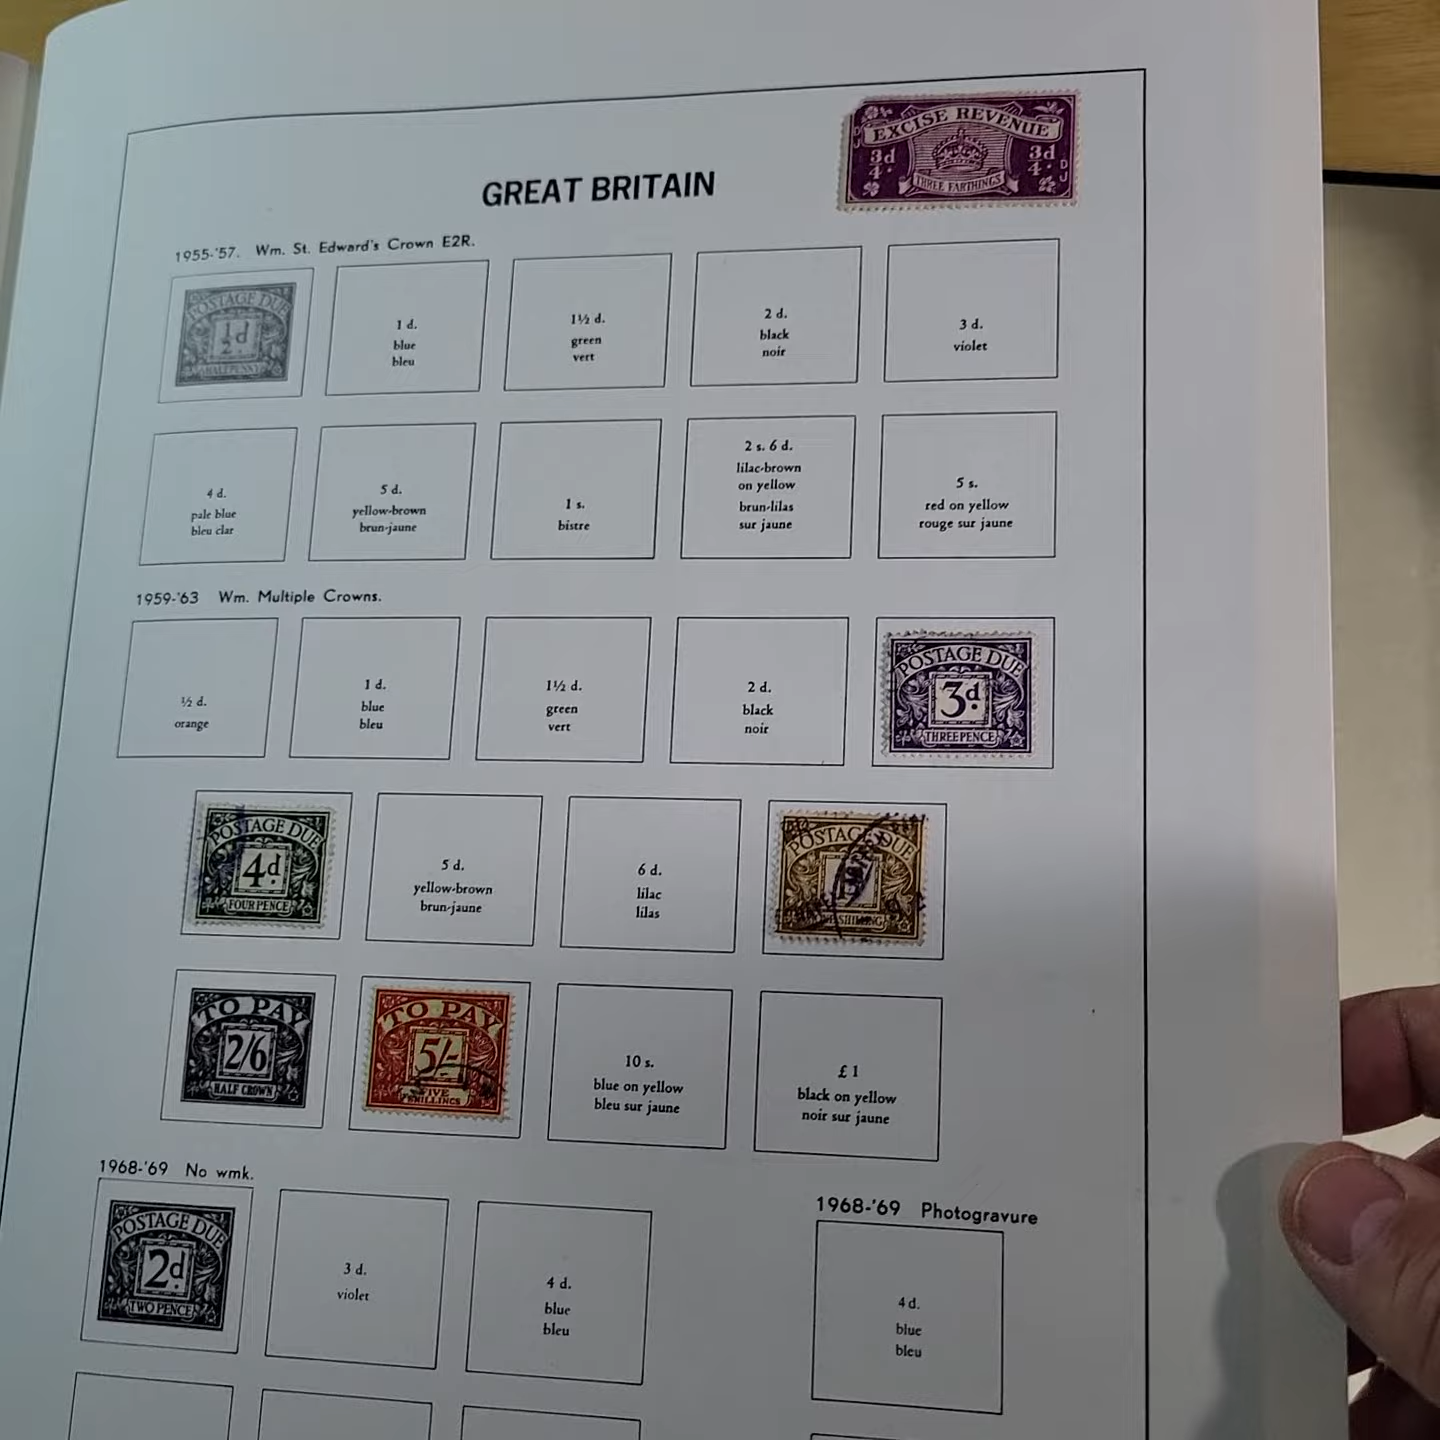 EXCISE REVENUE
3d/4.
3d/4.
D
U
THREE FARTHINGS
GREAT BRITAIN
1955-'57. Wm. St. Edward's Crown E2R.
POSTAGE DUE
½d.
HALFPENNY
1 d.
blue
bleu
1½ d.
green
vert
2 d.
black
noir
3 d.
violet
4 d.
pale blue
bleu clar
5 d.
yellow-brown
brun-jaune
1 s.
bistre
2 s. 6 d.
lilac-brown
on yellow
brun-lilas
sur jaune
5 s.
red on yellow
rouge sur jaune
1959-'63 Wm. Multiple Crowns.
½ d.
orange
1 d.
blue
bleu
1½ d.
green
vert
2 d.
black
noir
POSTAGE DUE
3d.
THREEPENCE
POSTAGE DUE
4d.
FOUR PENCE
5 d.
yellow-brown
brun-jaune
6 d.
lilac
lilas
POSTAGE DUE
SHILLING
TO PAY
2/6
HALF CROWN
TO PAY
5/-
FIVE
SHILLINGS
10 s.
blue on yellow
bleu sur jaune
£ 1
black on yellow
noir sur jaune
1968-'69 No wmk.
POSTAGE DUE
2d.
TWO PENCE
3 d.
violet
4 d.
blue
bleu
1968-'69 Photogravure
4 d.
blue
bleu